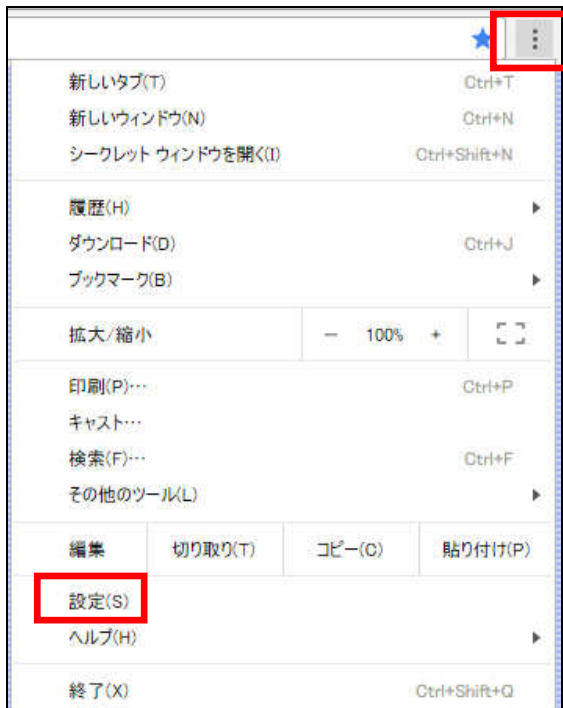 新しいタブ(T) Ctrl+T
新しいウィンドウ(N) Ctrl+N
シークレット ウィンドウを開く(I) Ctrl+Shift+N
履歴(H)
ダウンロード(D) Ctrl+J
ブックマーク(B)
拡大/縮小 － 100% +
印刷(P)… Ctrl+P
キャスト…
検索(F)… Ctrl+F
その他のツール(L)
編集 切り取り(T) コピー(C) 貼り付け(P)
設定(S)
ヘルプ(H)
終了(X) Ctrl+Shift+Q